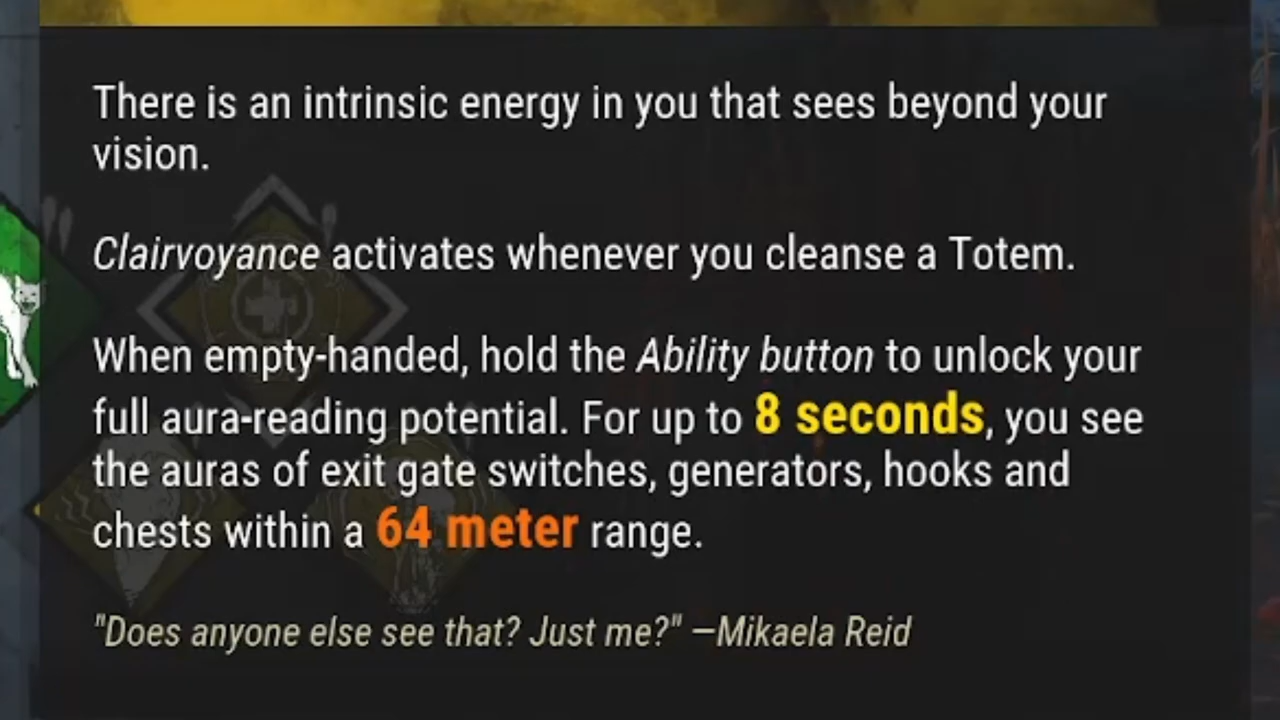 There is an intrinsic energy in you that sees beyond your
vision.
Clairvoyance activates whenever you cleanse a Totem.
When empty-handed, hold the Ability button to unlock your
full aura-reading potential. For up to 8 seconds, you see
the auras of exit gate switches, generators, hooks and
chests within a 64 meter range.
"Does anyone else see that? Just me?" —Mikaela Reid